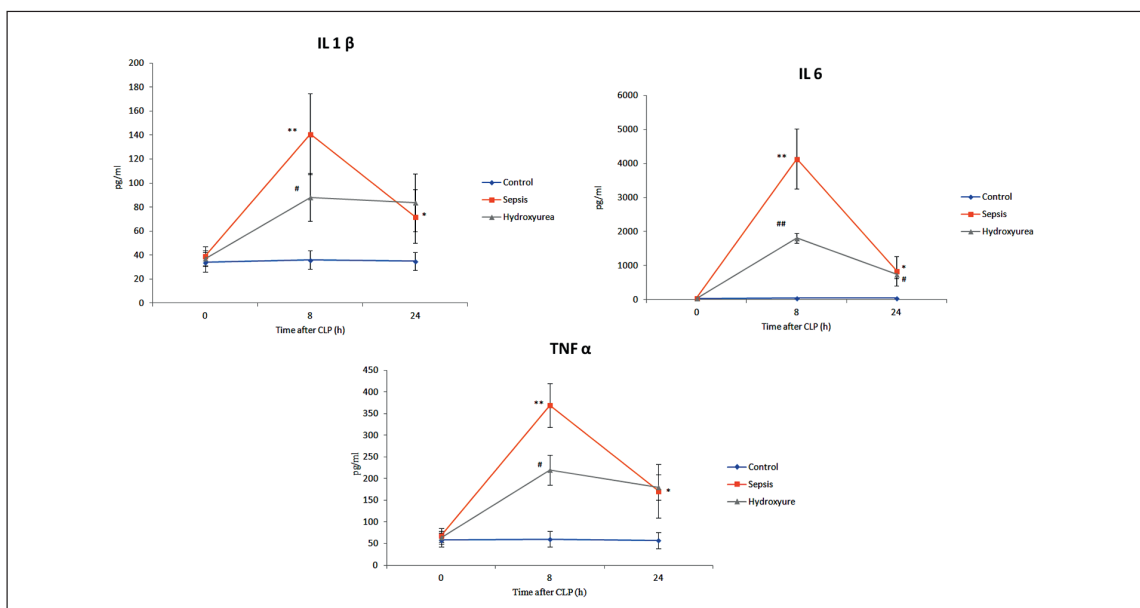 IL 1 β
200
180
160
140
120
100
80
60
40
20
0
pg/ml
**
*
#
*
0 8 24
Time after CLP (h)
Control
Sepsis
Hydroxyurea
IL 6
6000
5000
4000
3000
2000
1000
0
pg/ml
**
##
*
#
0 8 24
Time after CLP (h)
Control
Sepsis
Hydroxyurea
TNF α
450
400
350
300
250
200
150
100
50
0
pg/ml
**
#
*
0 8 24
Time after CLP (h)
Control
Sepsis
Hydroxyure